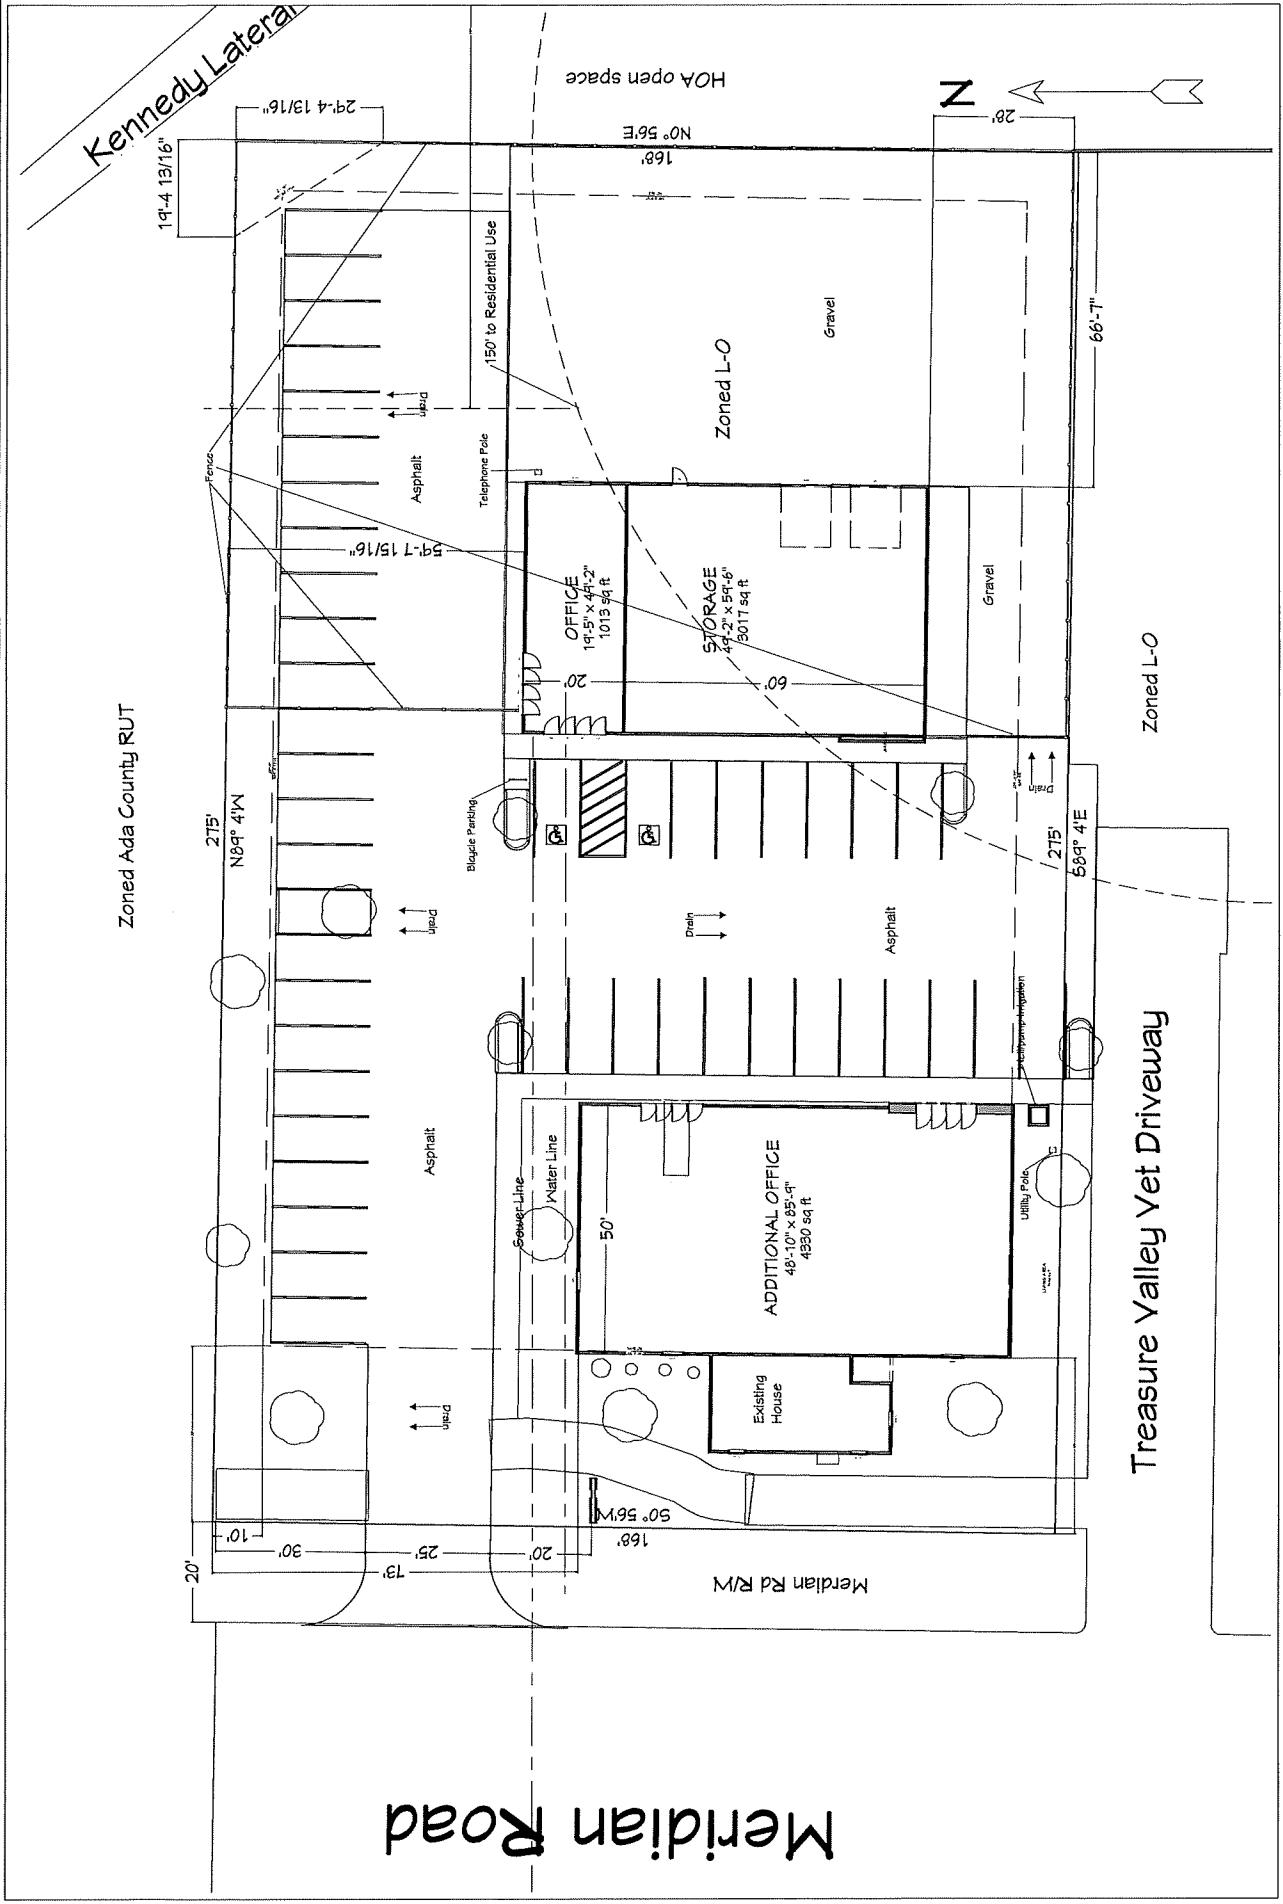 Kennedy Lateral
HOA open space
N
29'-4 13/16"
19'-4 13/16"
N0° 56'E
168'
28'
150' to Residential Use
Gravel
Zoned L-O
66'-7"
Drain
Fence
Asphalt
Telephone Pole
59'-7 15/16"
OFFICE
19'-5" x 49'-2"
1013 sq ft
STORAGE
49'-2" x 59'-6"
3017 sq ft
20'
60'
Gravel
Zoned L-O
Zoned Ada County RUT
275'
N89° 4'W
Bicycle Parking
Drain
275'
S89° 4'E
Drain
Drain
Asphalt
Asphalt
Sewer Line
Water Line
50'
ADDITIONAL OFFICE
48'-10" x 85'-9"
4330 sq ft
Utility Pole
Treasure Valley Vet Driveway
Existing
House
Drain
S0° 56'W
168'
10'
30'
25'
20'
73'
20'
Meridian Rd R/W
Meridian Road